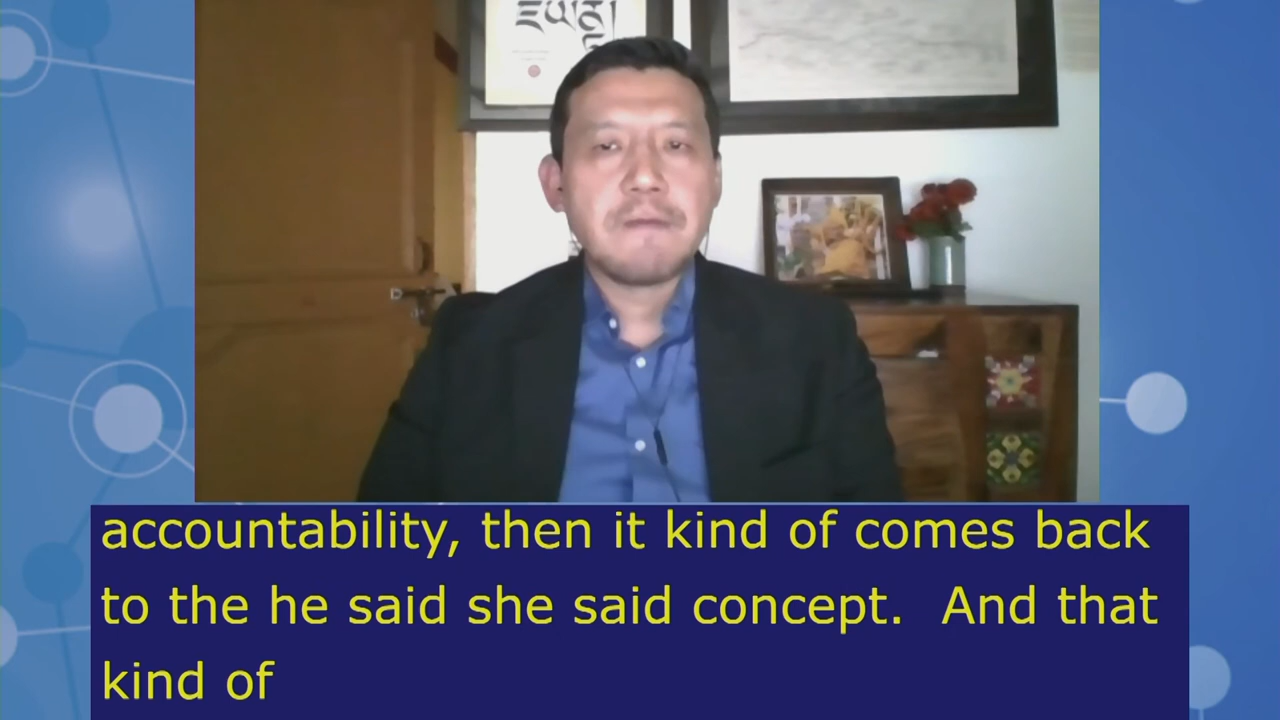 accountability, then it kind of comes back
to the he said she said concept.  And that
kind of